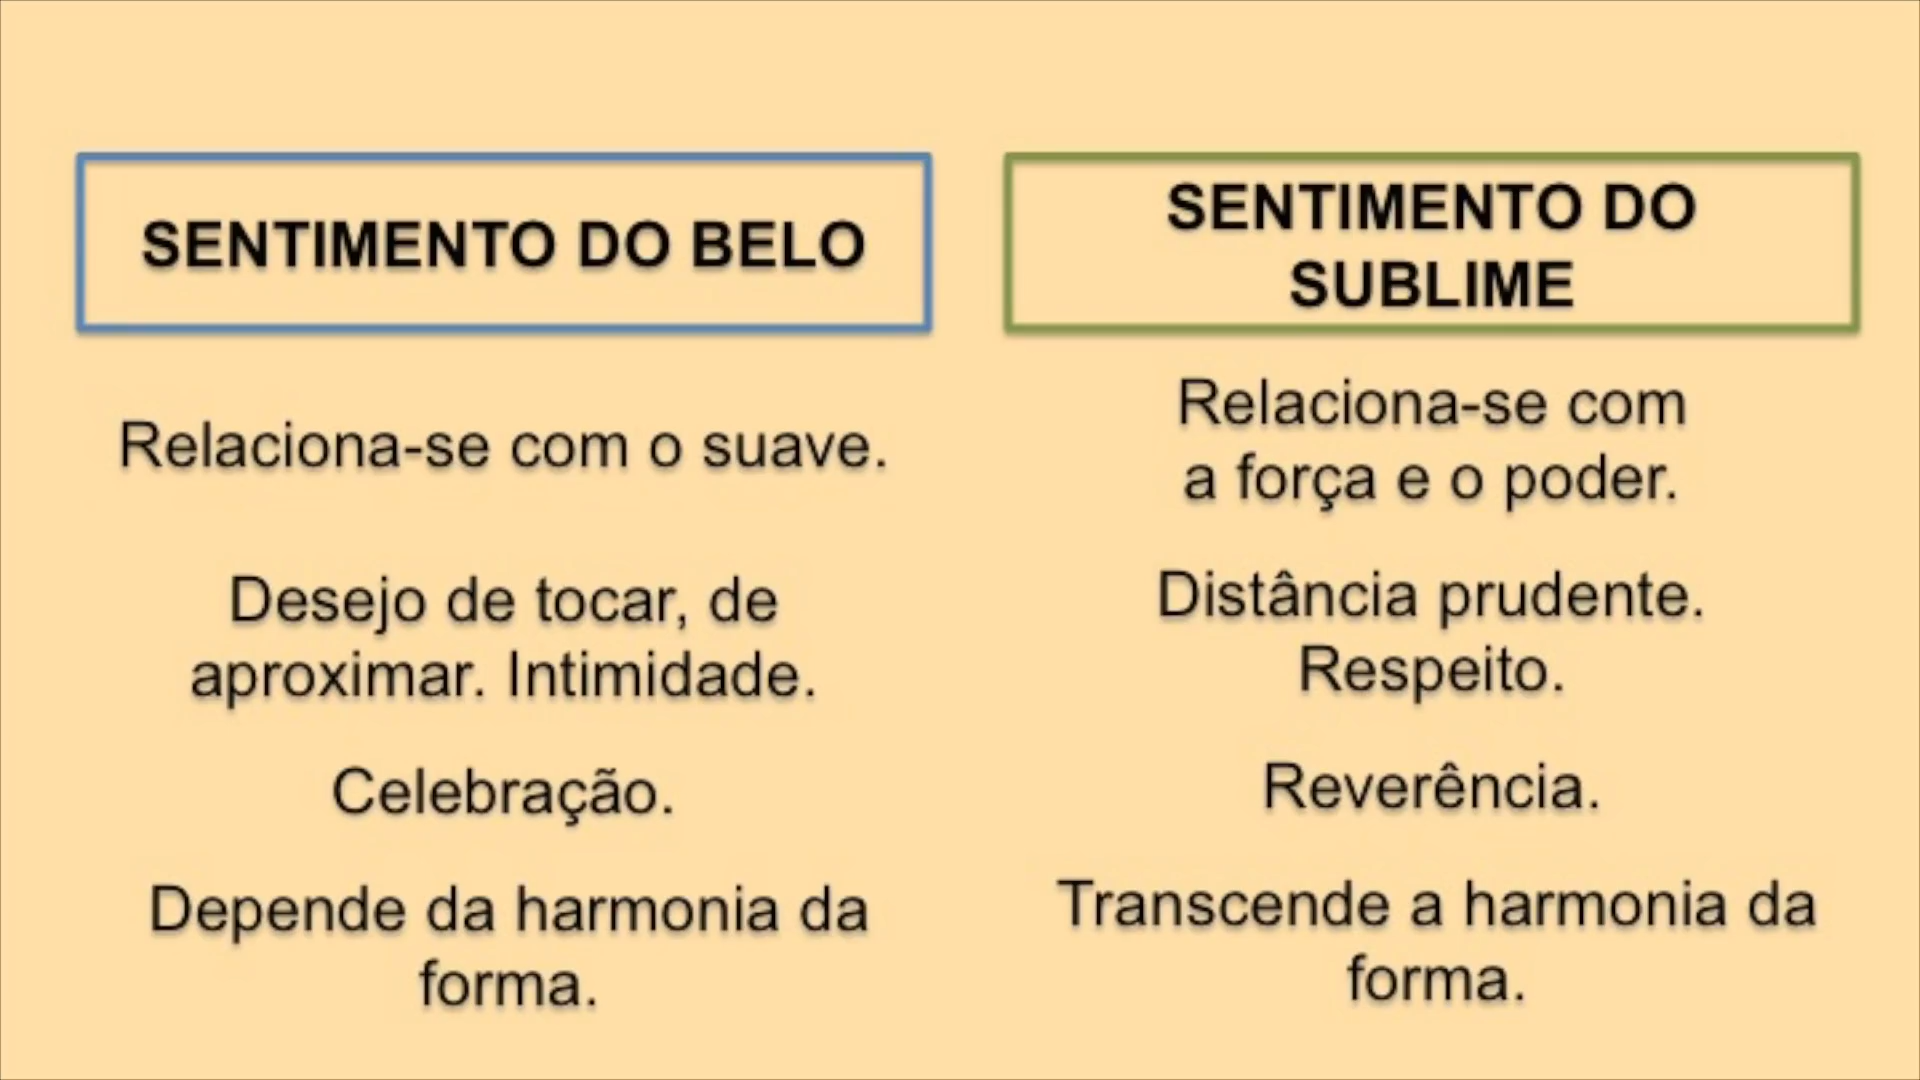 SENTIMENTO DO BELO
Relaciona-se com o suave.
Desejo de tocar, de
aproximar. Intimidade.
Celebração.
Depende da harmonia da
forma.
SENTIMENTO DO
SUBLIME
Relaciona-se com
a força e o poder.
Distância prudente.
Respeito.
Reverência.
Transcende a harmonia da
forma.